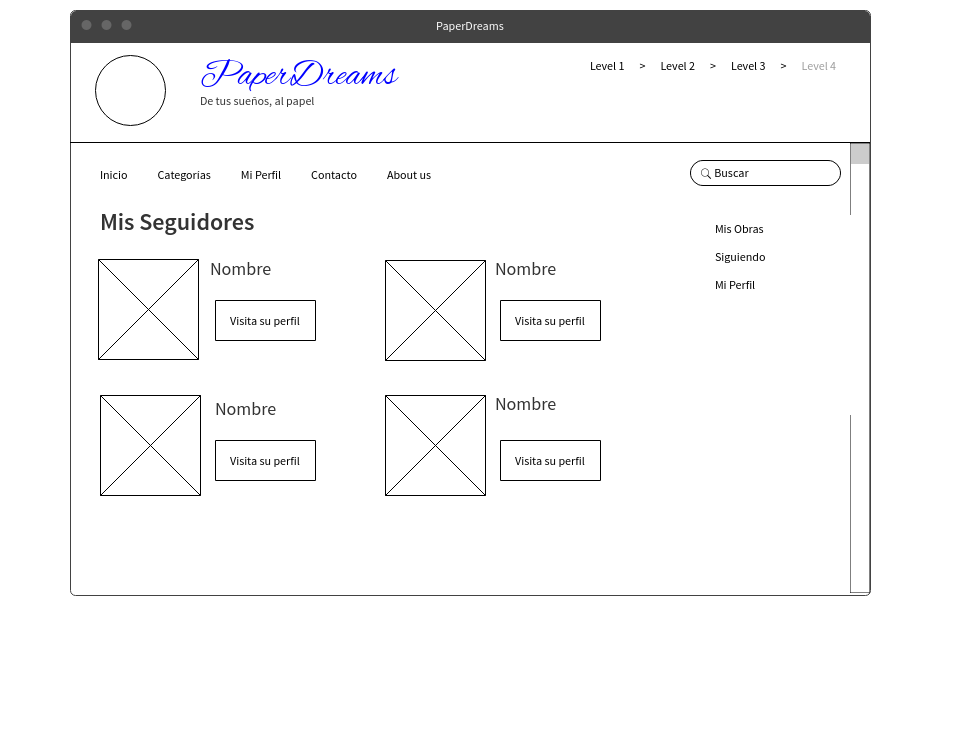 PaperDreams
PaperDreams
De tus sueños, al papel
Level 1 > Level 2 > Level 3 > Level 4
Inicio Categorías Mi Perfil Contacto About us
Buscar
Mis Seguidores
Mis Obras
Siguiendo
Mi Perfil
Nombre
Visita su perfil
Nombre
Visita su perfil
Nombre
Visita su perfil
Nombre
Visita su perfil